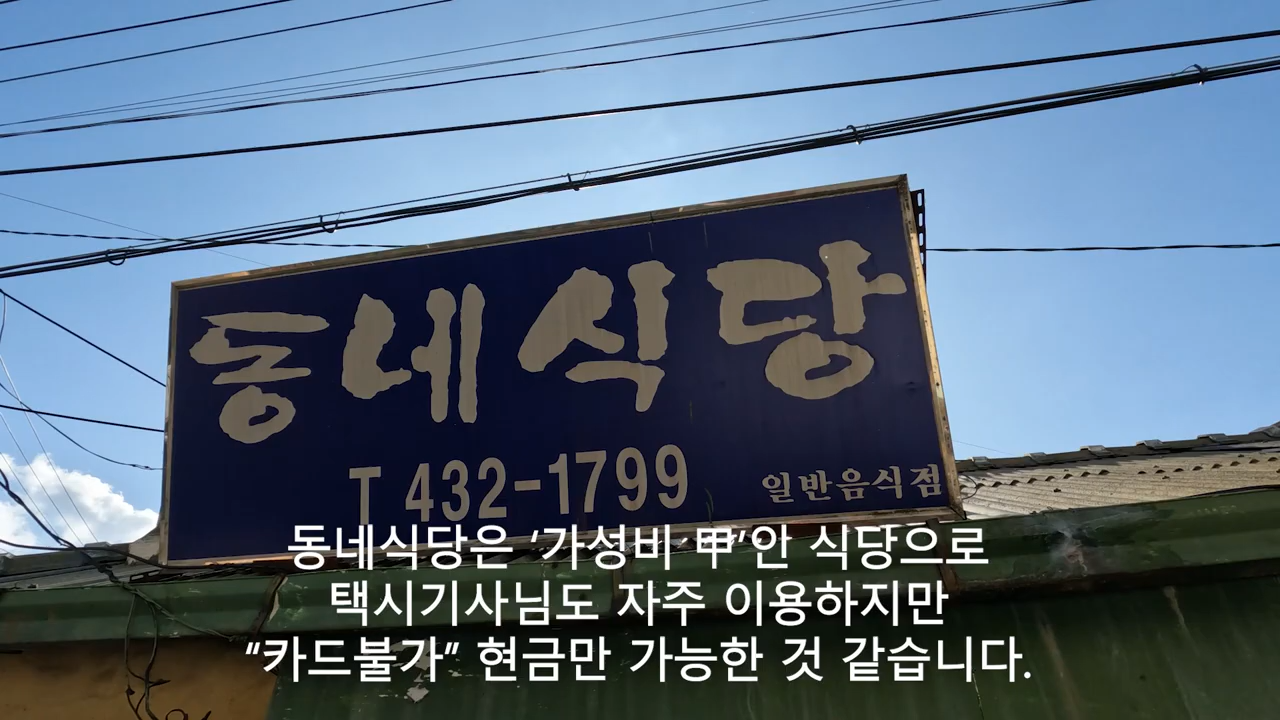 동네식당
T 432-1799
일반음식점
동네식당은 ‘가성비 甲’안 식당으로
택시기사님도 자주 이용하지만
“카드불가” 현금만 가능한 것 같습니다.